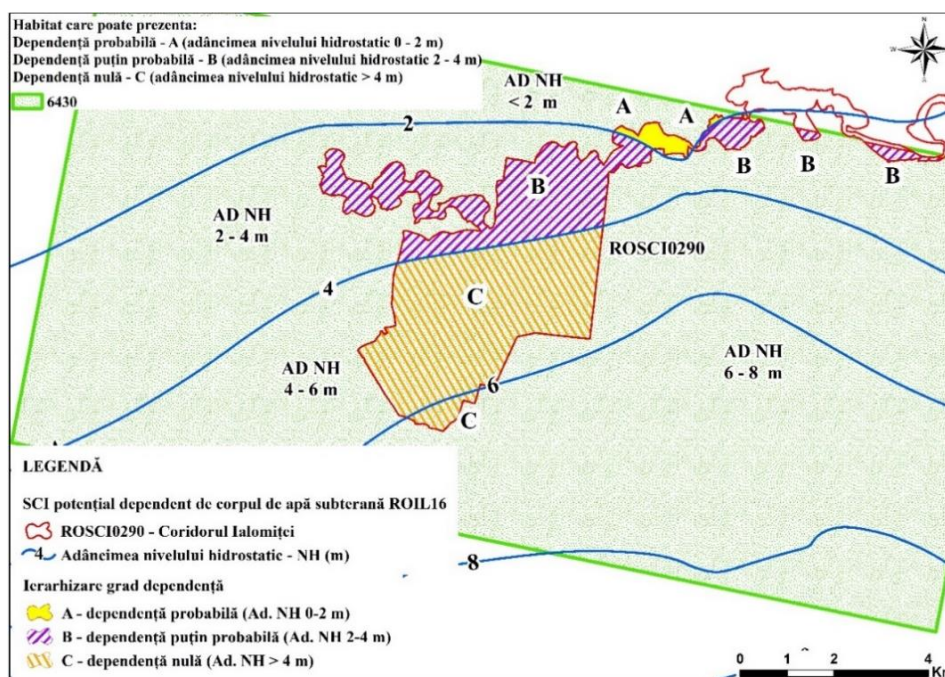 Habitat care poate prezenta:
Dependență probabilă - A (adâncimea nivelului hidrostatic 0 - 2 m)
Dependență puțin probabilă - B (adâncimea nivelului hidrostatic 2 - 4 m)
Dependență nulă - C (adâncimea nivelului hidrostatic > 4 m)
6430
AD NH
< 2 m
N
2
A
A
B
B
B
B
AD NH
2 - 4 m
ROSCI0290
4
C
AD NH
4 - 6 m
6
AD NH
6 - 8 m
C
8
LEGENDĂ
SCI potențial dependent de corpul de apă subterană ROIL16
ROSCI0290 - Coridorul Ialomiței
4 Adâncimea nivelului hidrostatic - NH (m)
Ierarhizare grad dependență
A - dependență probabilă (Ad. NH 0-2 m)
B - dependență puțin probabilă (Ad. NH 2-4 m)
C - dependență nulă (Ad. NH > 4 m)
0 1 2 4